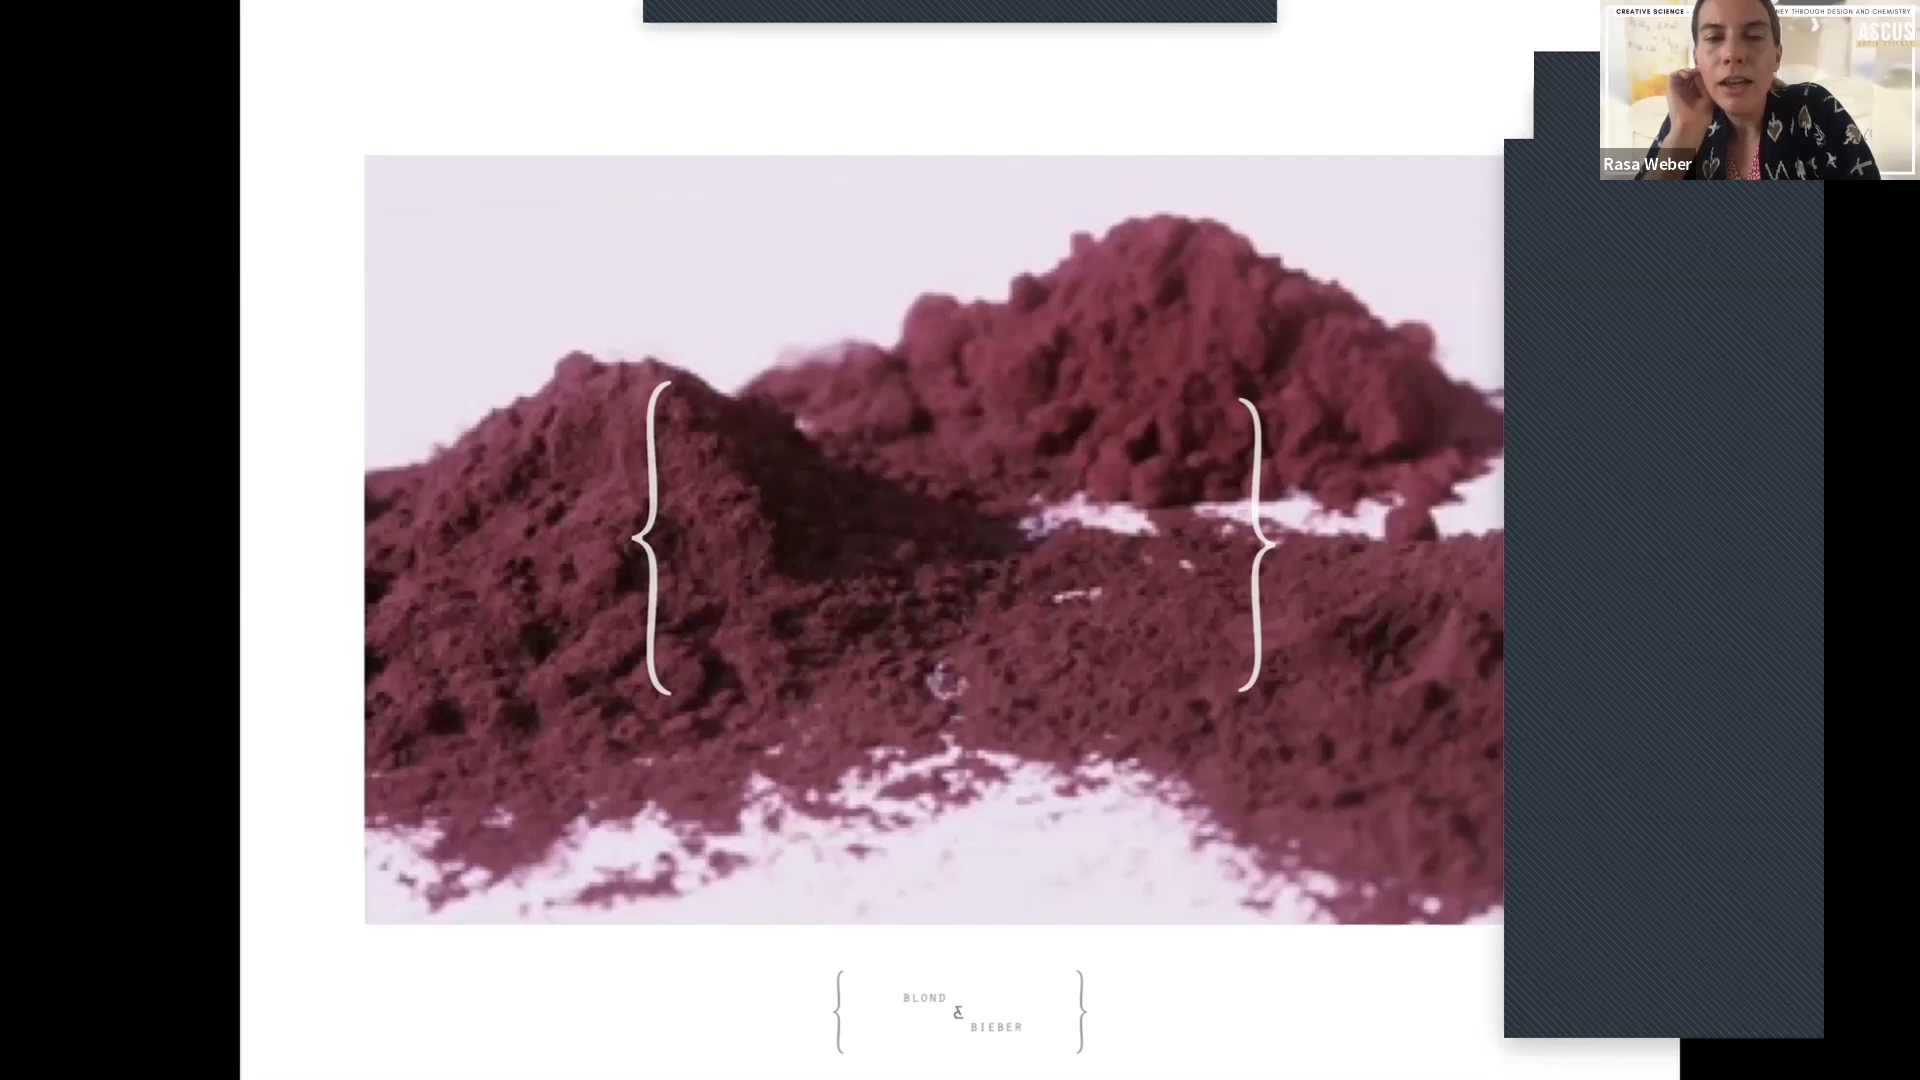 CREATIVE SCIENCE -
NEY THROUGH DESIGN AND CHEMISTRY
ASCUS
Rasa Weber
BLOND
&
BIEBER